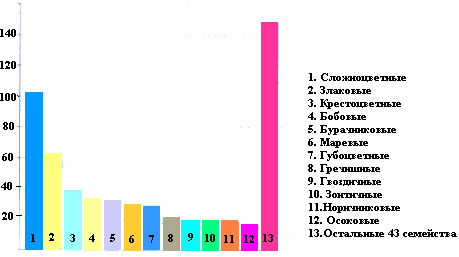 140
120
100
80
60
40
20
1 2 3 4 5 6 7 8 9 10 11 12 13
1. Сложноцветные
2. Злаковые
3. Крестоцветные
4. Бобовые
5. Бурачниковые
6. Маревые
7. Губоцветные
8. Гречишные
9. Гвоздичные
10. Зонтичные
11.Норичниковые
12. Осоковые
13.Остальные 43 семейства